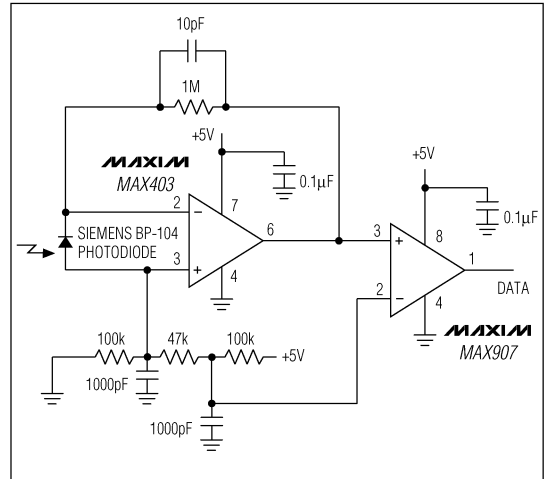 10pF
1M
+5V
MAXIM
MAX403
0.1µF
+5V
0.1µF
2
−
7
6
SIEMENS BP-104
PHOTODIODE
3
+
4
3
+
8
1
DATA
2
−
4
MAXIM
MAX907
100k
47k
100k
+5V
1000pF
1000pF